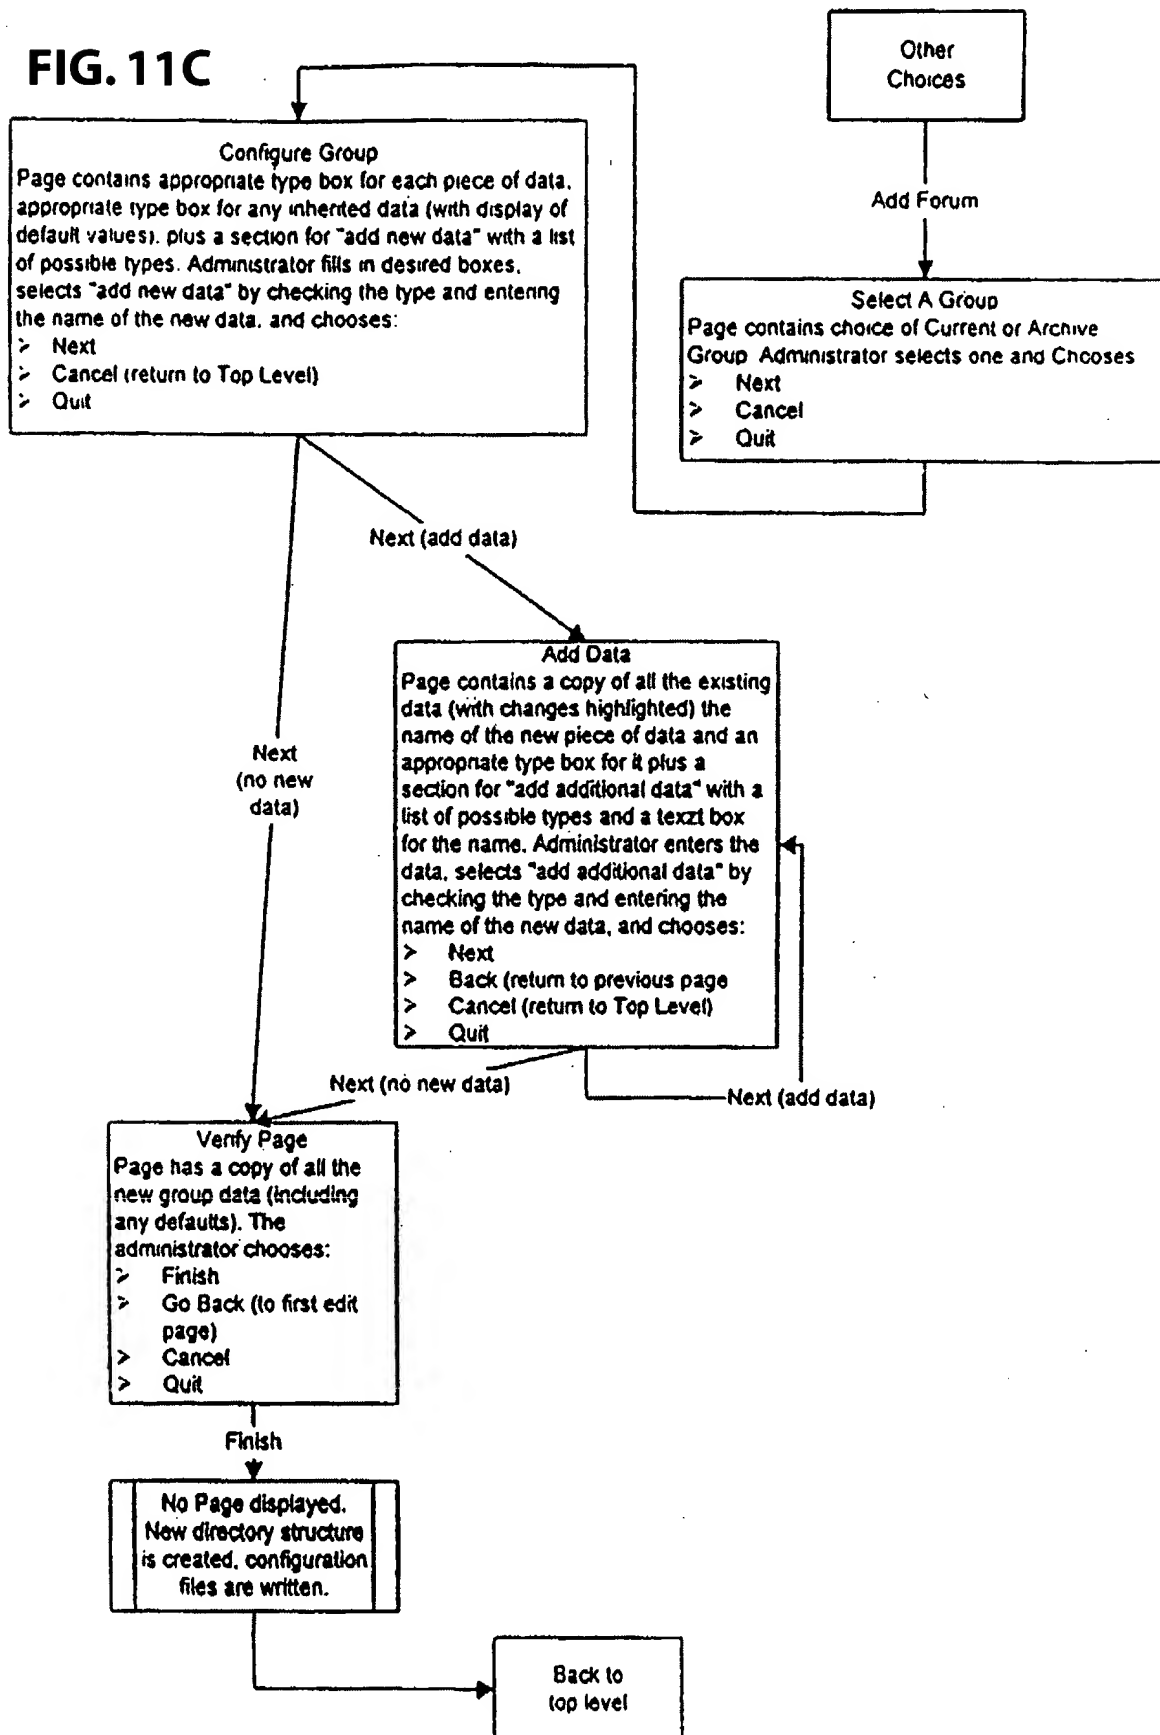 FIG. 11C
Other
Choices
Add Forum
Select A Group
Page contains choice of Current or Archive
Group Administrator selects one and Chooses
> Next
> Cancel
> Quit
Configure Group
Page contains appropriate type box for each piece of data,
appropriate type box for any inherited data (with display of
default values), plus a section for "add new data" with a list
of possible types. Administrator fills in desired boxes,
selects "add new data" by checking the type and entering
the name of the new data, and chooses:
> Next
> Cancel (return to Top Level)
> Quit
Next (add data)
Next
(no new
data)
Add Data
Page contains a copy of all the existing
data (with changes highlighted) the
name of the new piece of data and an
appropriate type box for it plus a
section for "add additional data" with a
list of possible types and a texzt box
for the name. Administrator enters the
data, selects "add additional data" by
checking the type and entering the
name of the new data, and chooses:
> Next
> Back (return to previous page
> Cancel (return to Top Level)
> Quit
Next (no new data)
Next (add data)
Verify Page
Page has a copy of all the
new group data (including
any defaults). The
administrator chooses:
> Finish
> Go Back (to first edit
page)
> Cancel
> Quit
Finish
No Page displayed.
New directory structure
is created, configuration
files are written.
Back to
top level